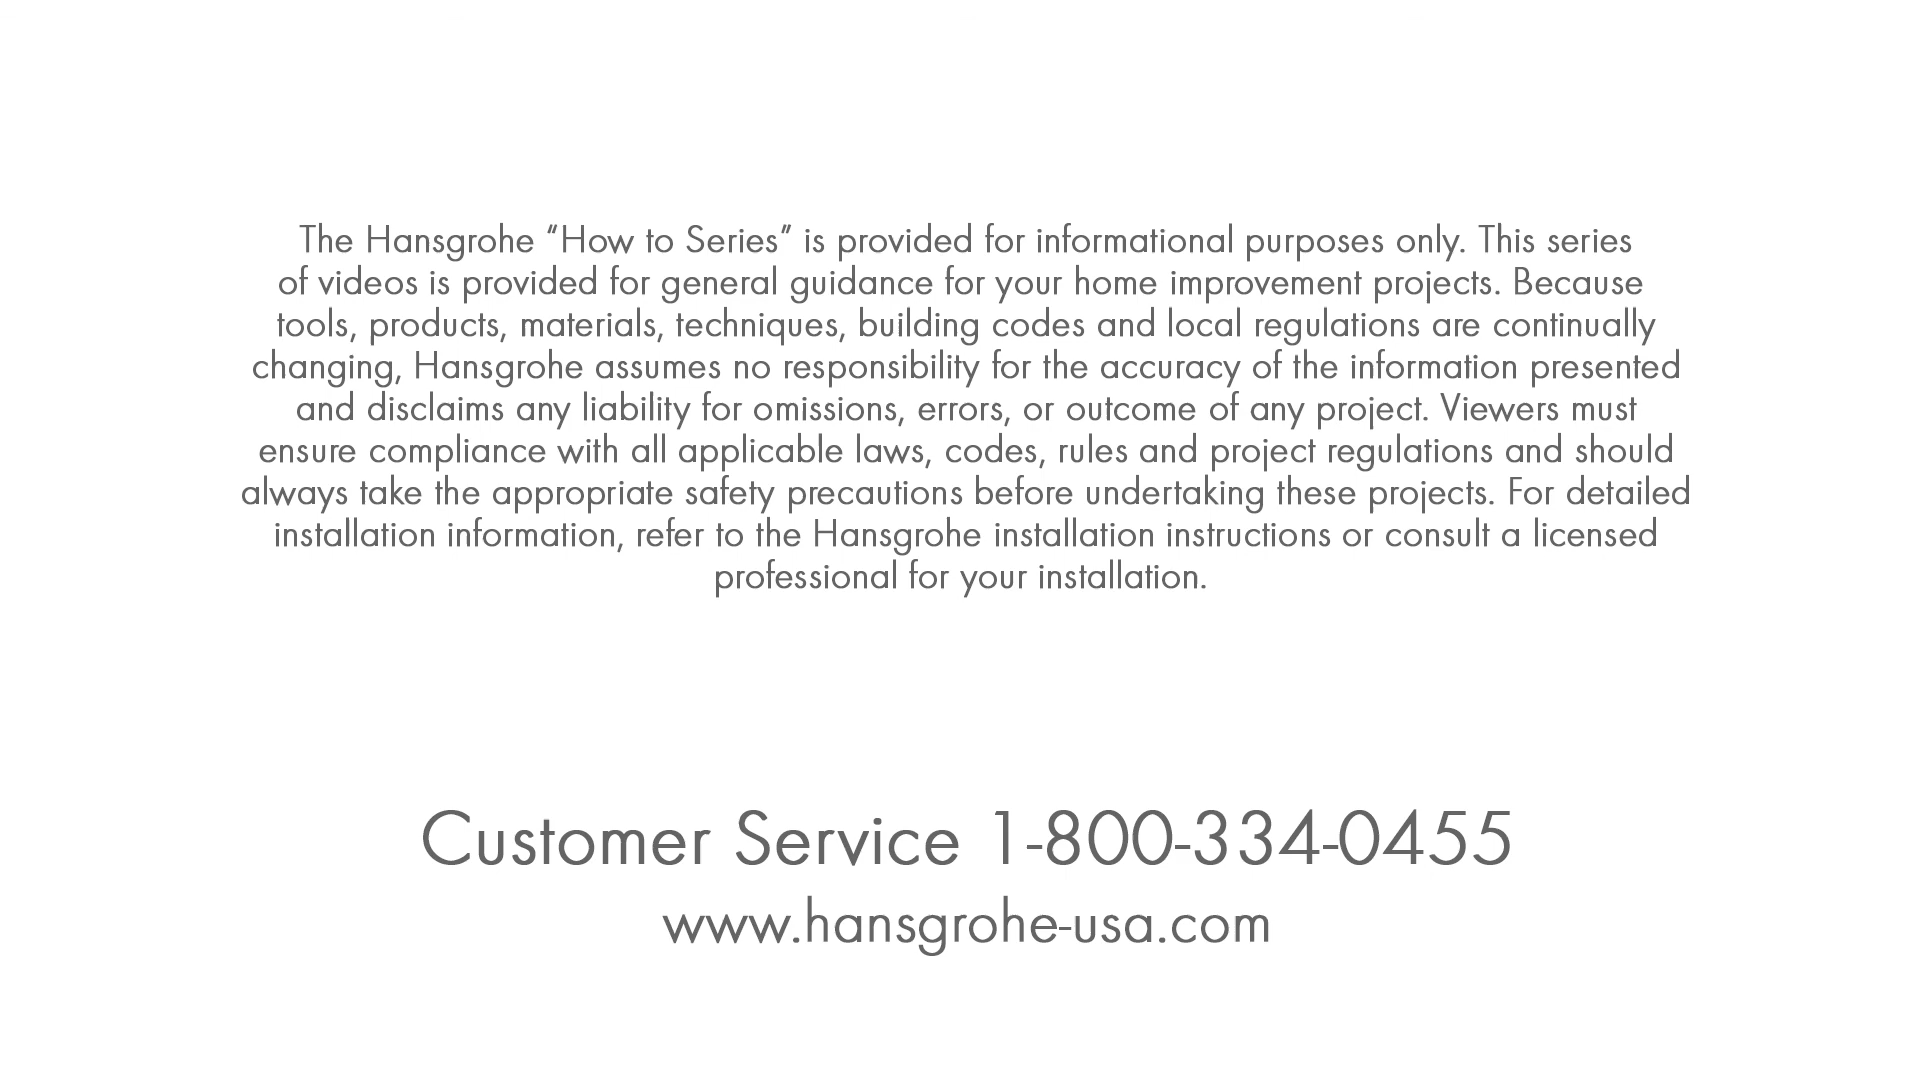 The Hansgrohe “How to Series” is provided for informational purposes only. This series
of videos is provided for general guidance for your home improvement projects. Because
tools, products, materials, techniques, building codes and local regulations are continually
changing, Hansgrohe assumes no responsibility for the accuracy of the information presented
and disclaims any liability for omissions, errors, or outcome of any project. Viewers must
ensure compliance with all applicable laws, codes, rules and project regulations and should
always take the appropriate safety precautions before undertaking these projects. For detailed
installation information, refer to the Hansgrohe installation instructions or consult a licensed
professional for your installation.
Customer Service 1-800-334-0455
www.hansgrohe-usa.com